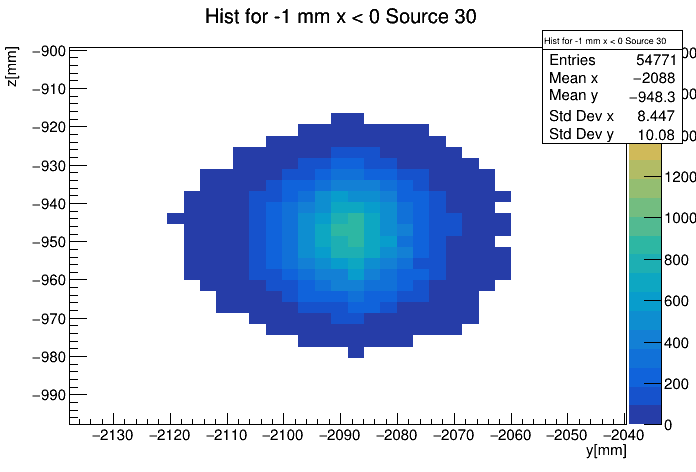 Hist for -1 mm x < 0 Source 30
z[mm]
−900
−910
−920
−930
−940
−950
−960
−970
−980
−990
Hist for -1 mm x < 0 Source 30
Entries 54771
Mean x −2088
Mean y −948.3
Std Dev x 8.447
Std Dev y 10.08
1200
1000
800
600
400
200
0
−2130 −2120 −2110 −2100 −2090 −2080 −2070 −2060 −2050 −2040
y[mm]